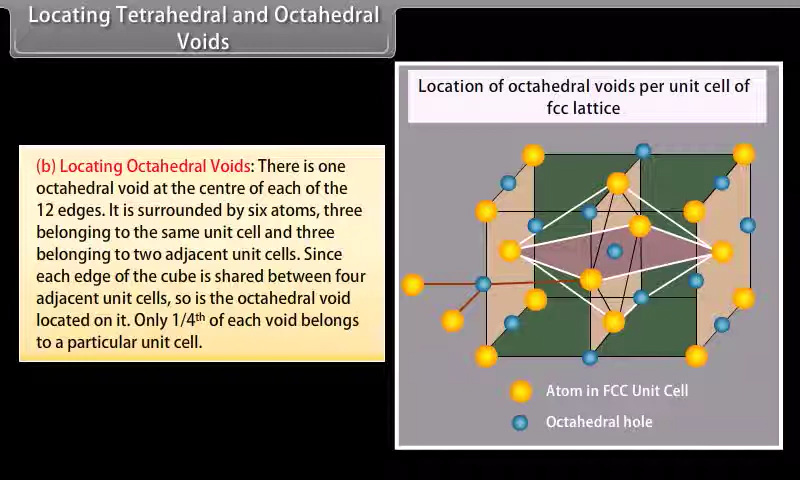 Locating Tetrahedral and Octahedral
Voids
(b) Locating Octahedral Voids: There is one
octahedral void at the centre of each of the
12 edges. It is surrounded by six atoms, three
belonging to the same unit cell and three
belonging to two adjacent unit cells. Since
each edge of the cube is shared between four
adjacent unit cells, so is the octahedral void
located on it. Only 1/4th of each void belongs
to a particular unit cell.
Location of octahedral voids per unit cell of
fcc lattice
Atom in FCC Unit Cell
Octahedral hole